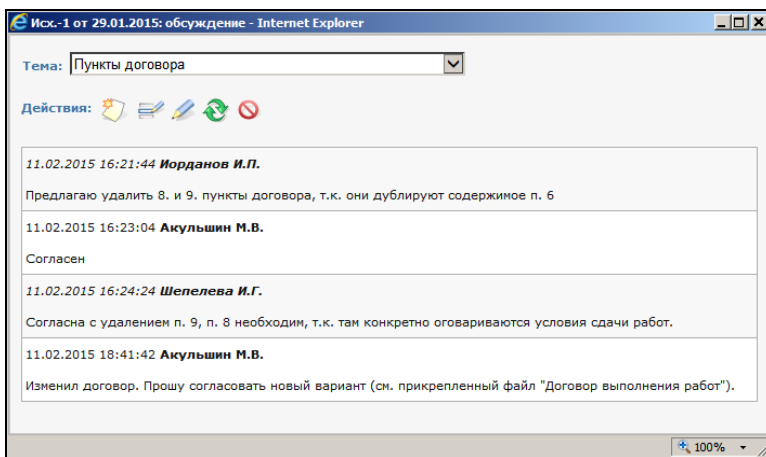 Исх.-1 от 29.01.2015: обсуждение - Internet Explorer
Тема: Пункты договора
Действия:
11.02.2015 16:21:44 Иорданов И.П.
Предлагаю удалить 8. и 9. пункты договора, т.к. они дублируют содержимое п. 6
11.02.2015 16:23:04 Акульшин М.В.
Согласен
11.02.2015 16:24:24 Шепелева И.Г.
Согласна с удалением п. 9, п. 8 необходим, т.к. там конкретно оговариваются условия сдачи работ.
11.02.2015 18:41:42 Акульшин М.В.
Изменил договор. Прошу согласовать новый вариант (см. прикрепленный файл "Договор выполнения работ").
100%